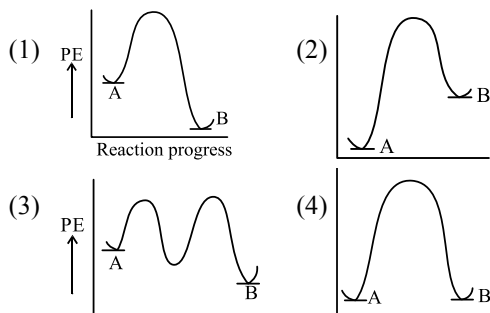 (1)
PE
A
B
Reaction progress
(2)
A
B
(3)
PE
A
B
(4)
A
B